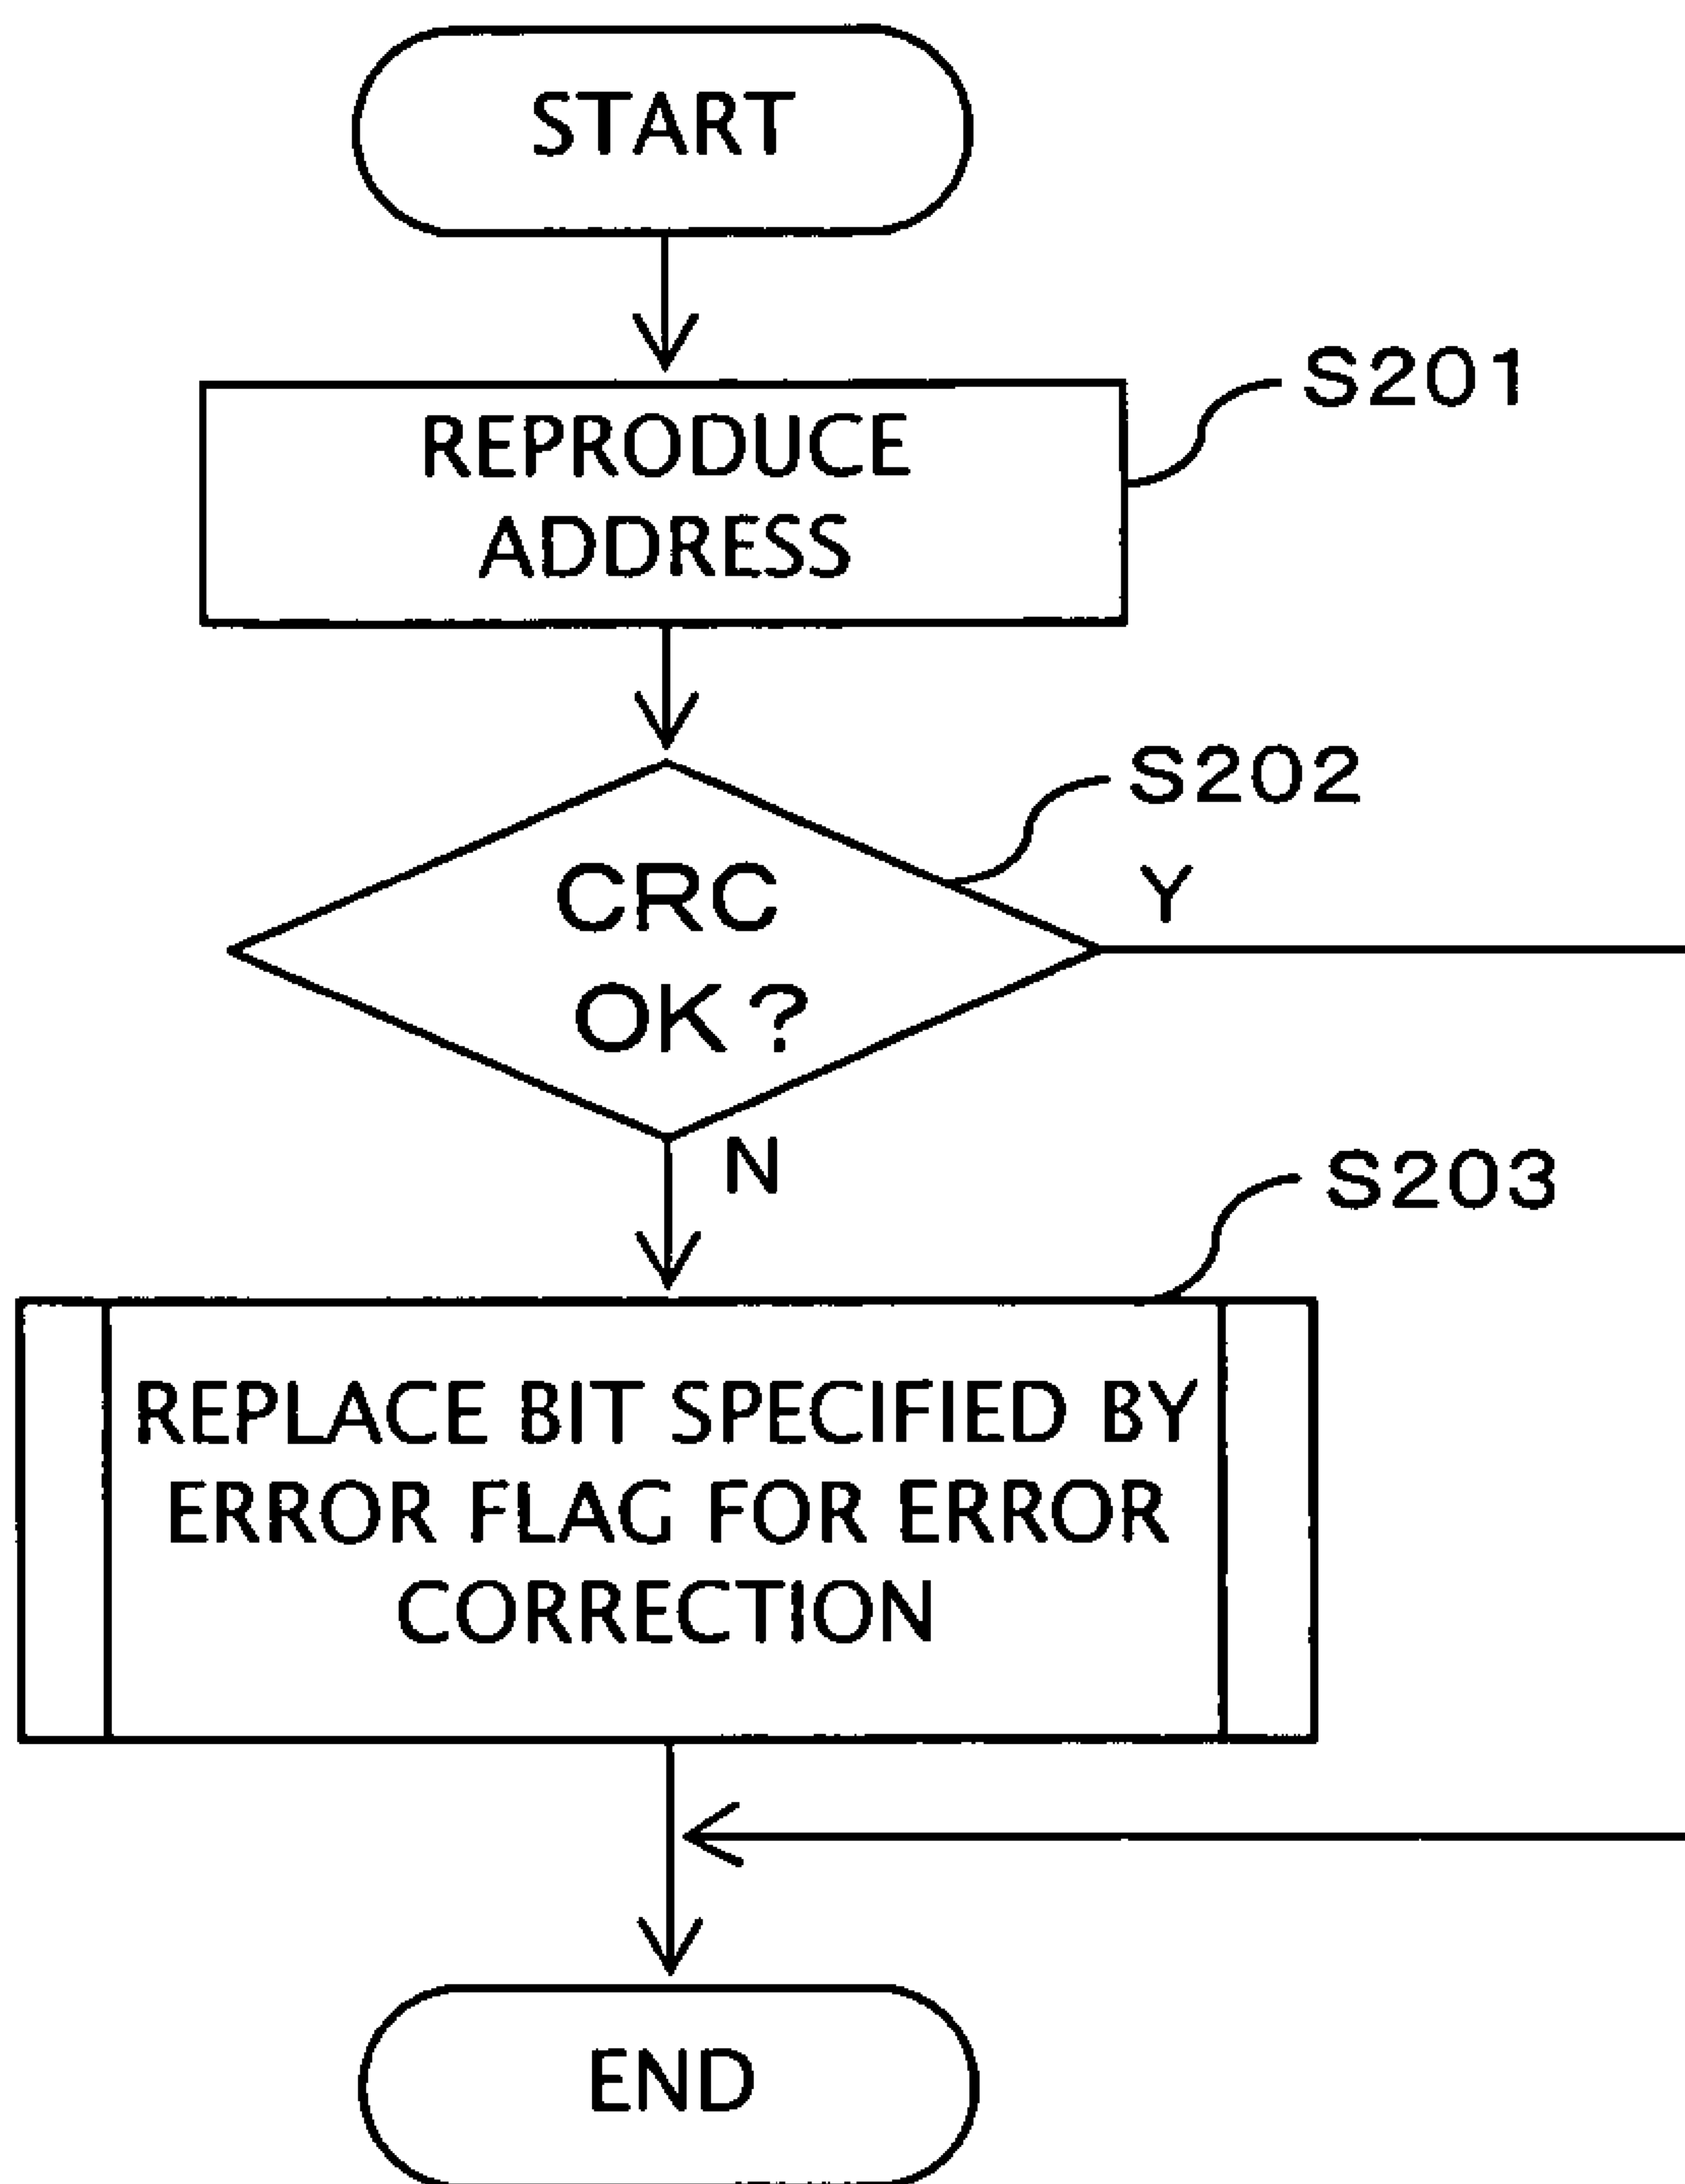 START
REPRODUCE
ADDRESS
S201
CRC
OK?
S202
Y
N
S203
REPLACE BIT SPECIFIED BY
ERROR FLAG FOR ERROR
CORRECTION
END